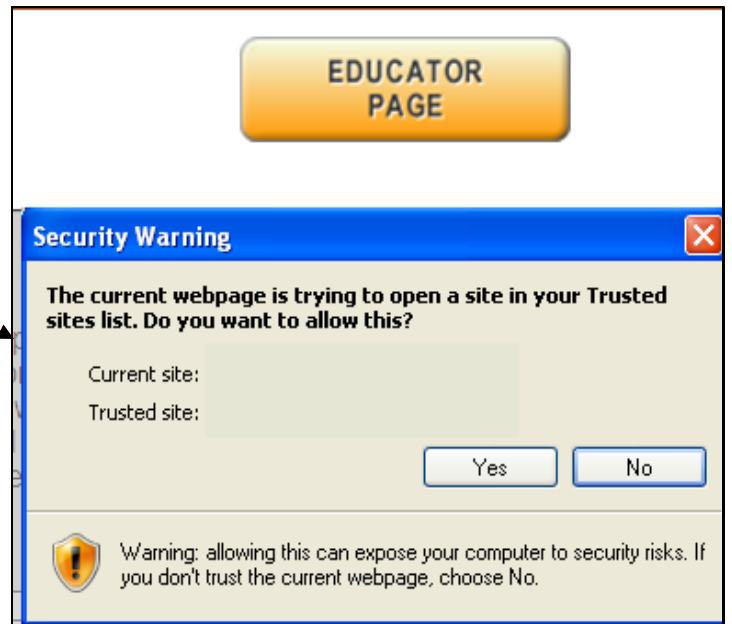 EDUCATOR
PAGE
Security Warning
The current webpage is trying to open a site in your Trusted
sites list. Do you want to allow this?
Current site:
Trusted site:
Yes No
Warning: allowing this can expose your computer to security risks. If
you don't trust the current webpage, choose No.